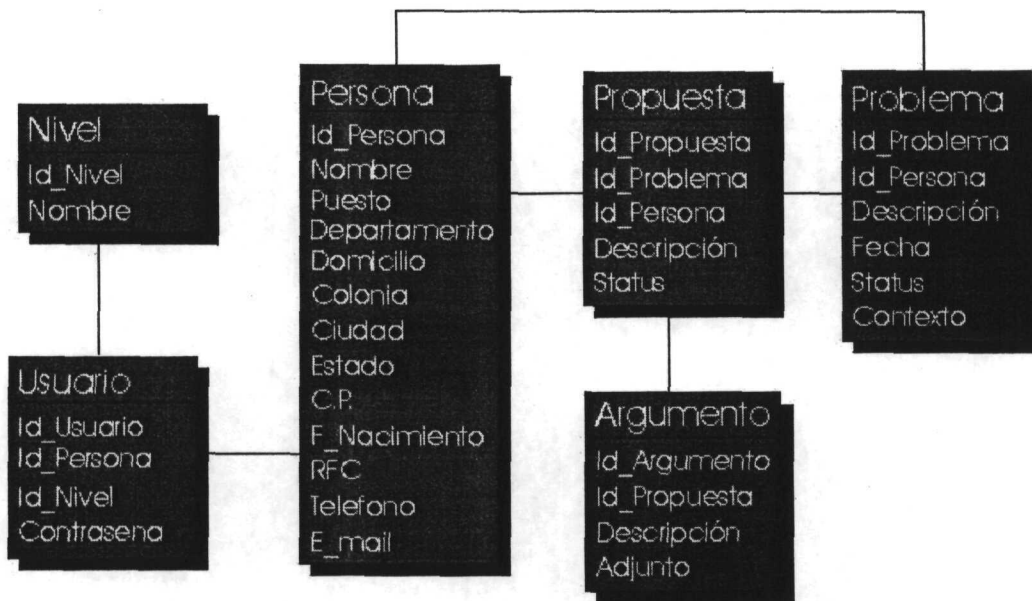 Nivel
Id_Nivel
Nombre
Usuario
Id_Usuario
Id_Persona
Id_Nivel
Contrasena
Persona
Id_Persona
Nombre
Puesto
Departamento
Domicilio
Colonia
Ciudad
Estado
C.P.
F_Nacimiento
RFC
Telefono
E_mail
Propuesta
Id_Propuesta
Id_Problema
Id_Persona
Descripción
Status
Argumento
Id_Argumento
Id_Propuesta
Descripción
Adjunto
Problema
Id_Problema
Id_Persona
Descripción
Fecha
Status
Contexto